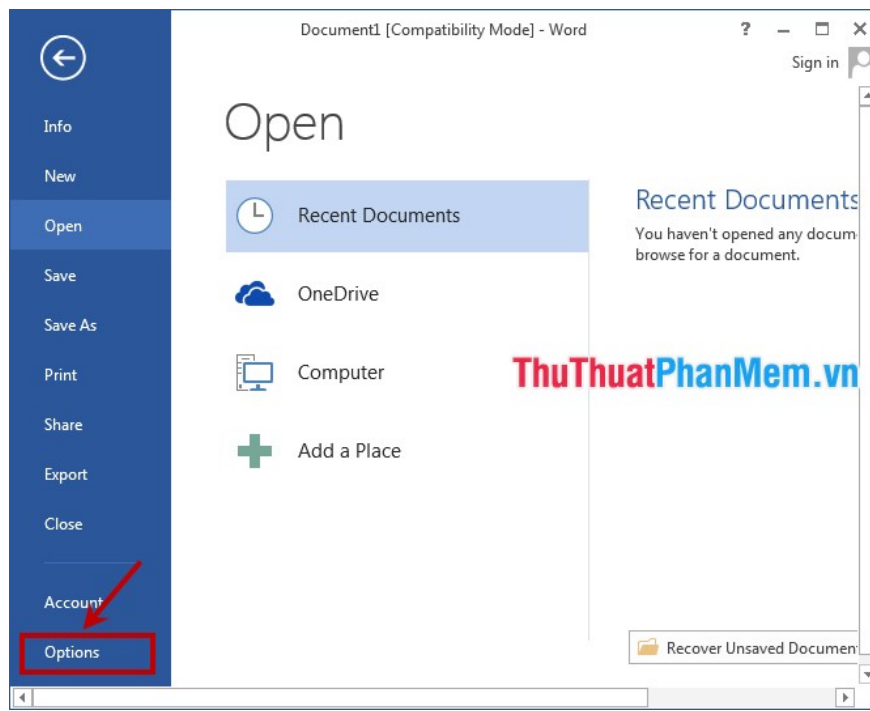 Document1 [Compatibility Mode] - Word
?
Sign in
Info
New
Open
Save
Save As
Print
Share
Export
Close
Account
Options
Open
Recent Documents
OneDrive
Computer
Add a Place
Recent Documents
You haven't opened any docum
browse for a document.
ThuThuatPhanMem.vn
Recover Unsaved Documen